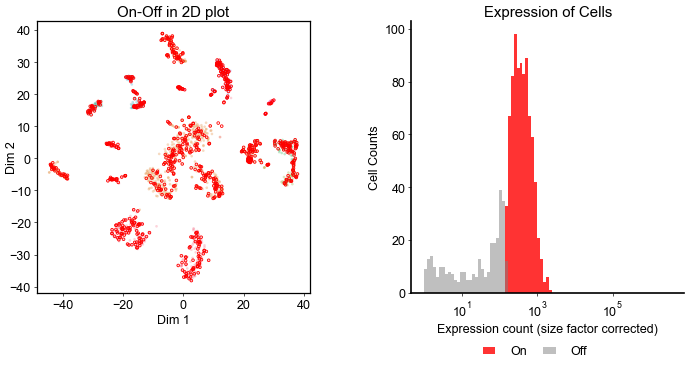 On-Off in 2D plot
Expression of Cells
40
30
20
10
0
−10
−20
−30
−40
Dim 2
−40
−20
0
20
40
Dim 1
100
80
60
40
20
0
Cell Counts
10^1
10^3
10^5
Expression count (size factor corrected)
On
Off